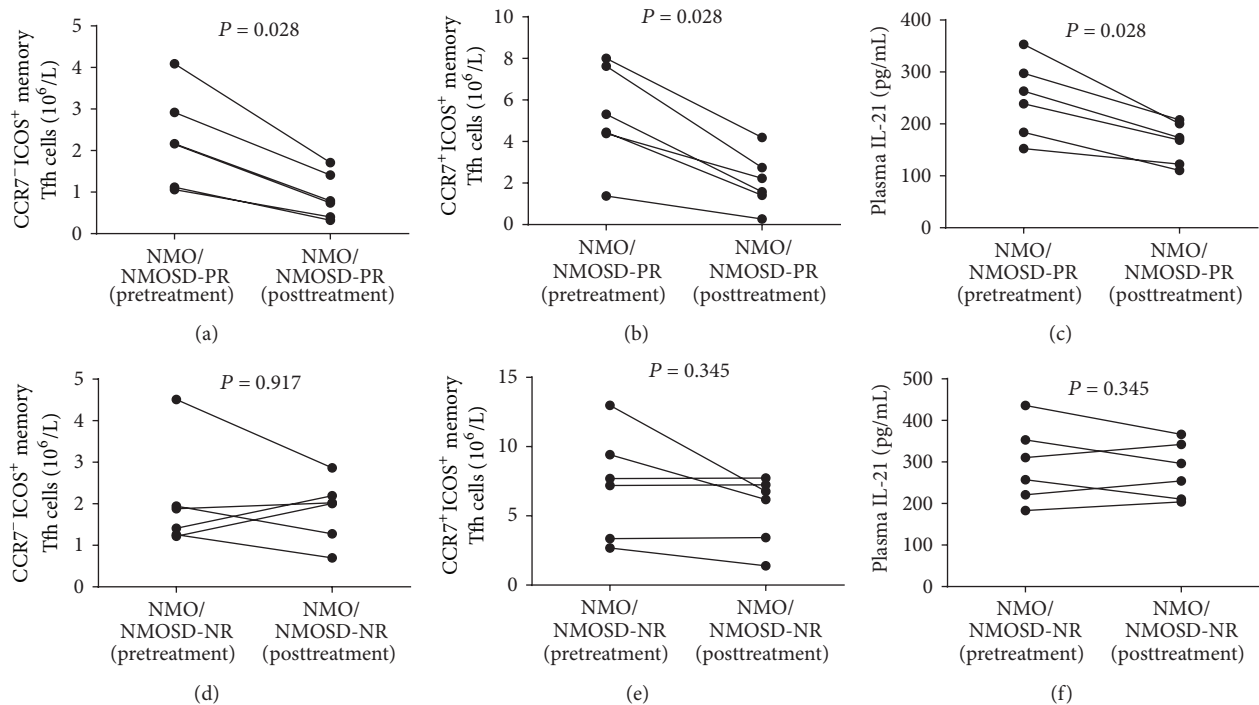 CCR7⁻ICOS⁺ memory
Tfh cells (10⁶/L)
5
4
3
2
1
0
P = 0.028
NMO/
NMOSD-PR
(pretreatment)
NMO/
NMOSD-PR
(posttreatment)
(a)
CCR7⁺ICOS⁺ memory
Tfh cells (10⁶/L)
10
8
6
4
2
0
P = 0.028
NMO/
NMOSD-PR
(pretreatment)
NMO/
NMOSD-PR
(posttreatment)
(b)
Plasma IL-21 (pg/mL)
400
300
200
100
0
P = 0.028
NMO/
NMOSD-PR
(pretreatment)
NMO/
NMOSD-PR
(posttreatment)
(c)
CCR7⁻ICOS⁺ memory
Tfh cells (10⁶/L)
5
4
3
2
1
0
P = 0.917
NMO/
NMOSD-NR
(pretreatment)
NMO/
NMOSD-NR
(posttreatment)
(d)
CCR7⁺ICOS⁺ memory
Tfh cells (10⁶/L)
15
10
5
0
P = 0.345
NMO/
NMOSD-NR
(pretreatment)
NMO/
NMOSD-NR
(posttreatment)
(e)
Plasma IL-21 (pg/mL)
500
400
300
200
100
0
P = 0.345
NMO/
NMOSD-NR
(pretreatment)
NMO/
NMOSD-NR
(posttreatment)
(f)